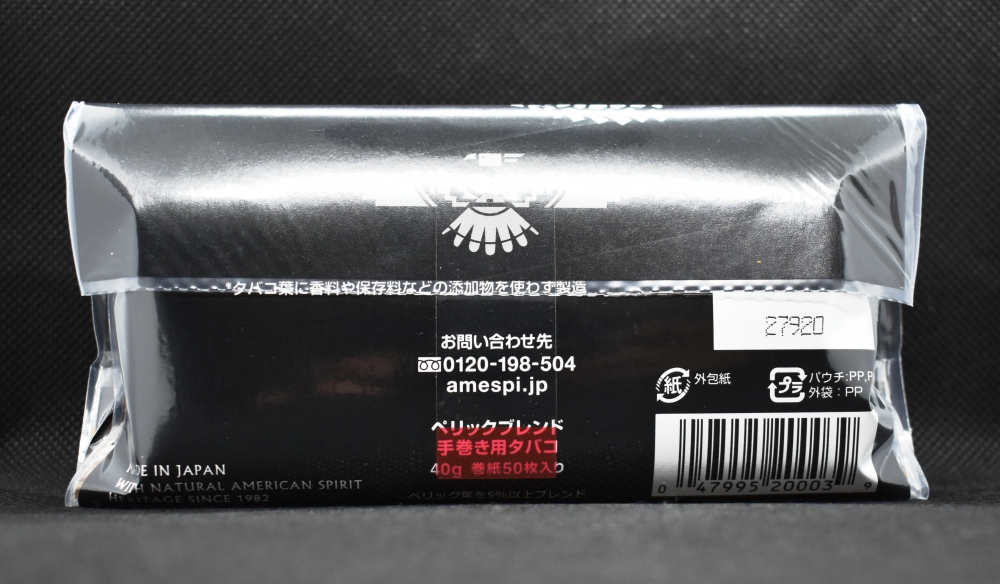 *タバコ葉に香料や保存料などの添加物を使わず製造
27920
お問い合わせ先
0120-198-504
amespi.jp
紙 外包紙
プラ パウチ:PP,P
外袋:PP
ペリックブレンド
手巻き用タバコ
40g 巻紙50枚入り
ペリック葉を5%以上ブレンド
DE IN JAPAN
WITH NATURAL AMERICAN SPIRIT
HERITAGE SINCE 1982
0 47995 20003 9